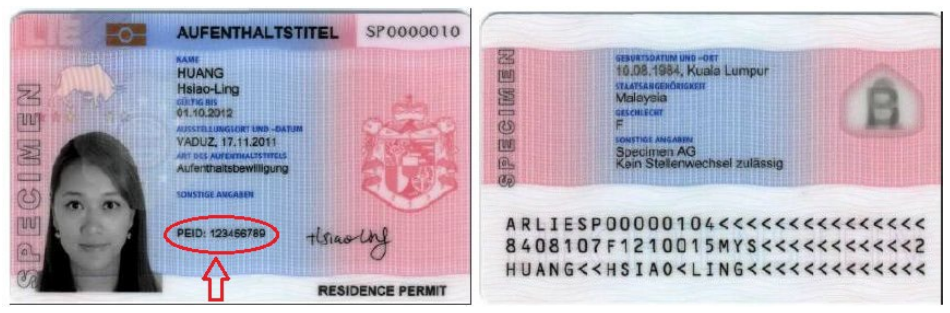 LIE
AUFENTHALTSTITEL
SP0000010
SPECIMEN
NAME
HUANG
Hsiao-Ling
GÜLTIG BIS
01.10.2012
AUSSTELLUNGSORT UND -DATUM
VADUZ, 17.11.2011
ART DES AUFENTHALTSTITELS
Aufenthaltsbewilligung
SONSTIGE ANGABEN
PEID: 123456789
Hsiao-Ling
RESIDENCE PERMIT
SPECIMEN
GEBURTSDATUM UND -ORT
10.08.1984, Kuala Lumpur
STAATSANGEHÖRIGKEIT
Malaysia
GESCHLECHT
F
SONSTIGE ANGABEN
Specimen AG
Kein Stellenwechsel zulässig
B
ARLIESP00000104<<<<<<<<<<<<<<<
8408107F1210015MYS<<<<<<<<<<<2
HUANG<<HSIAO<LING<<<<<<<<<<<<<